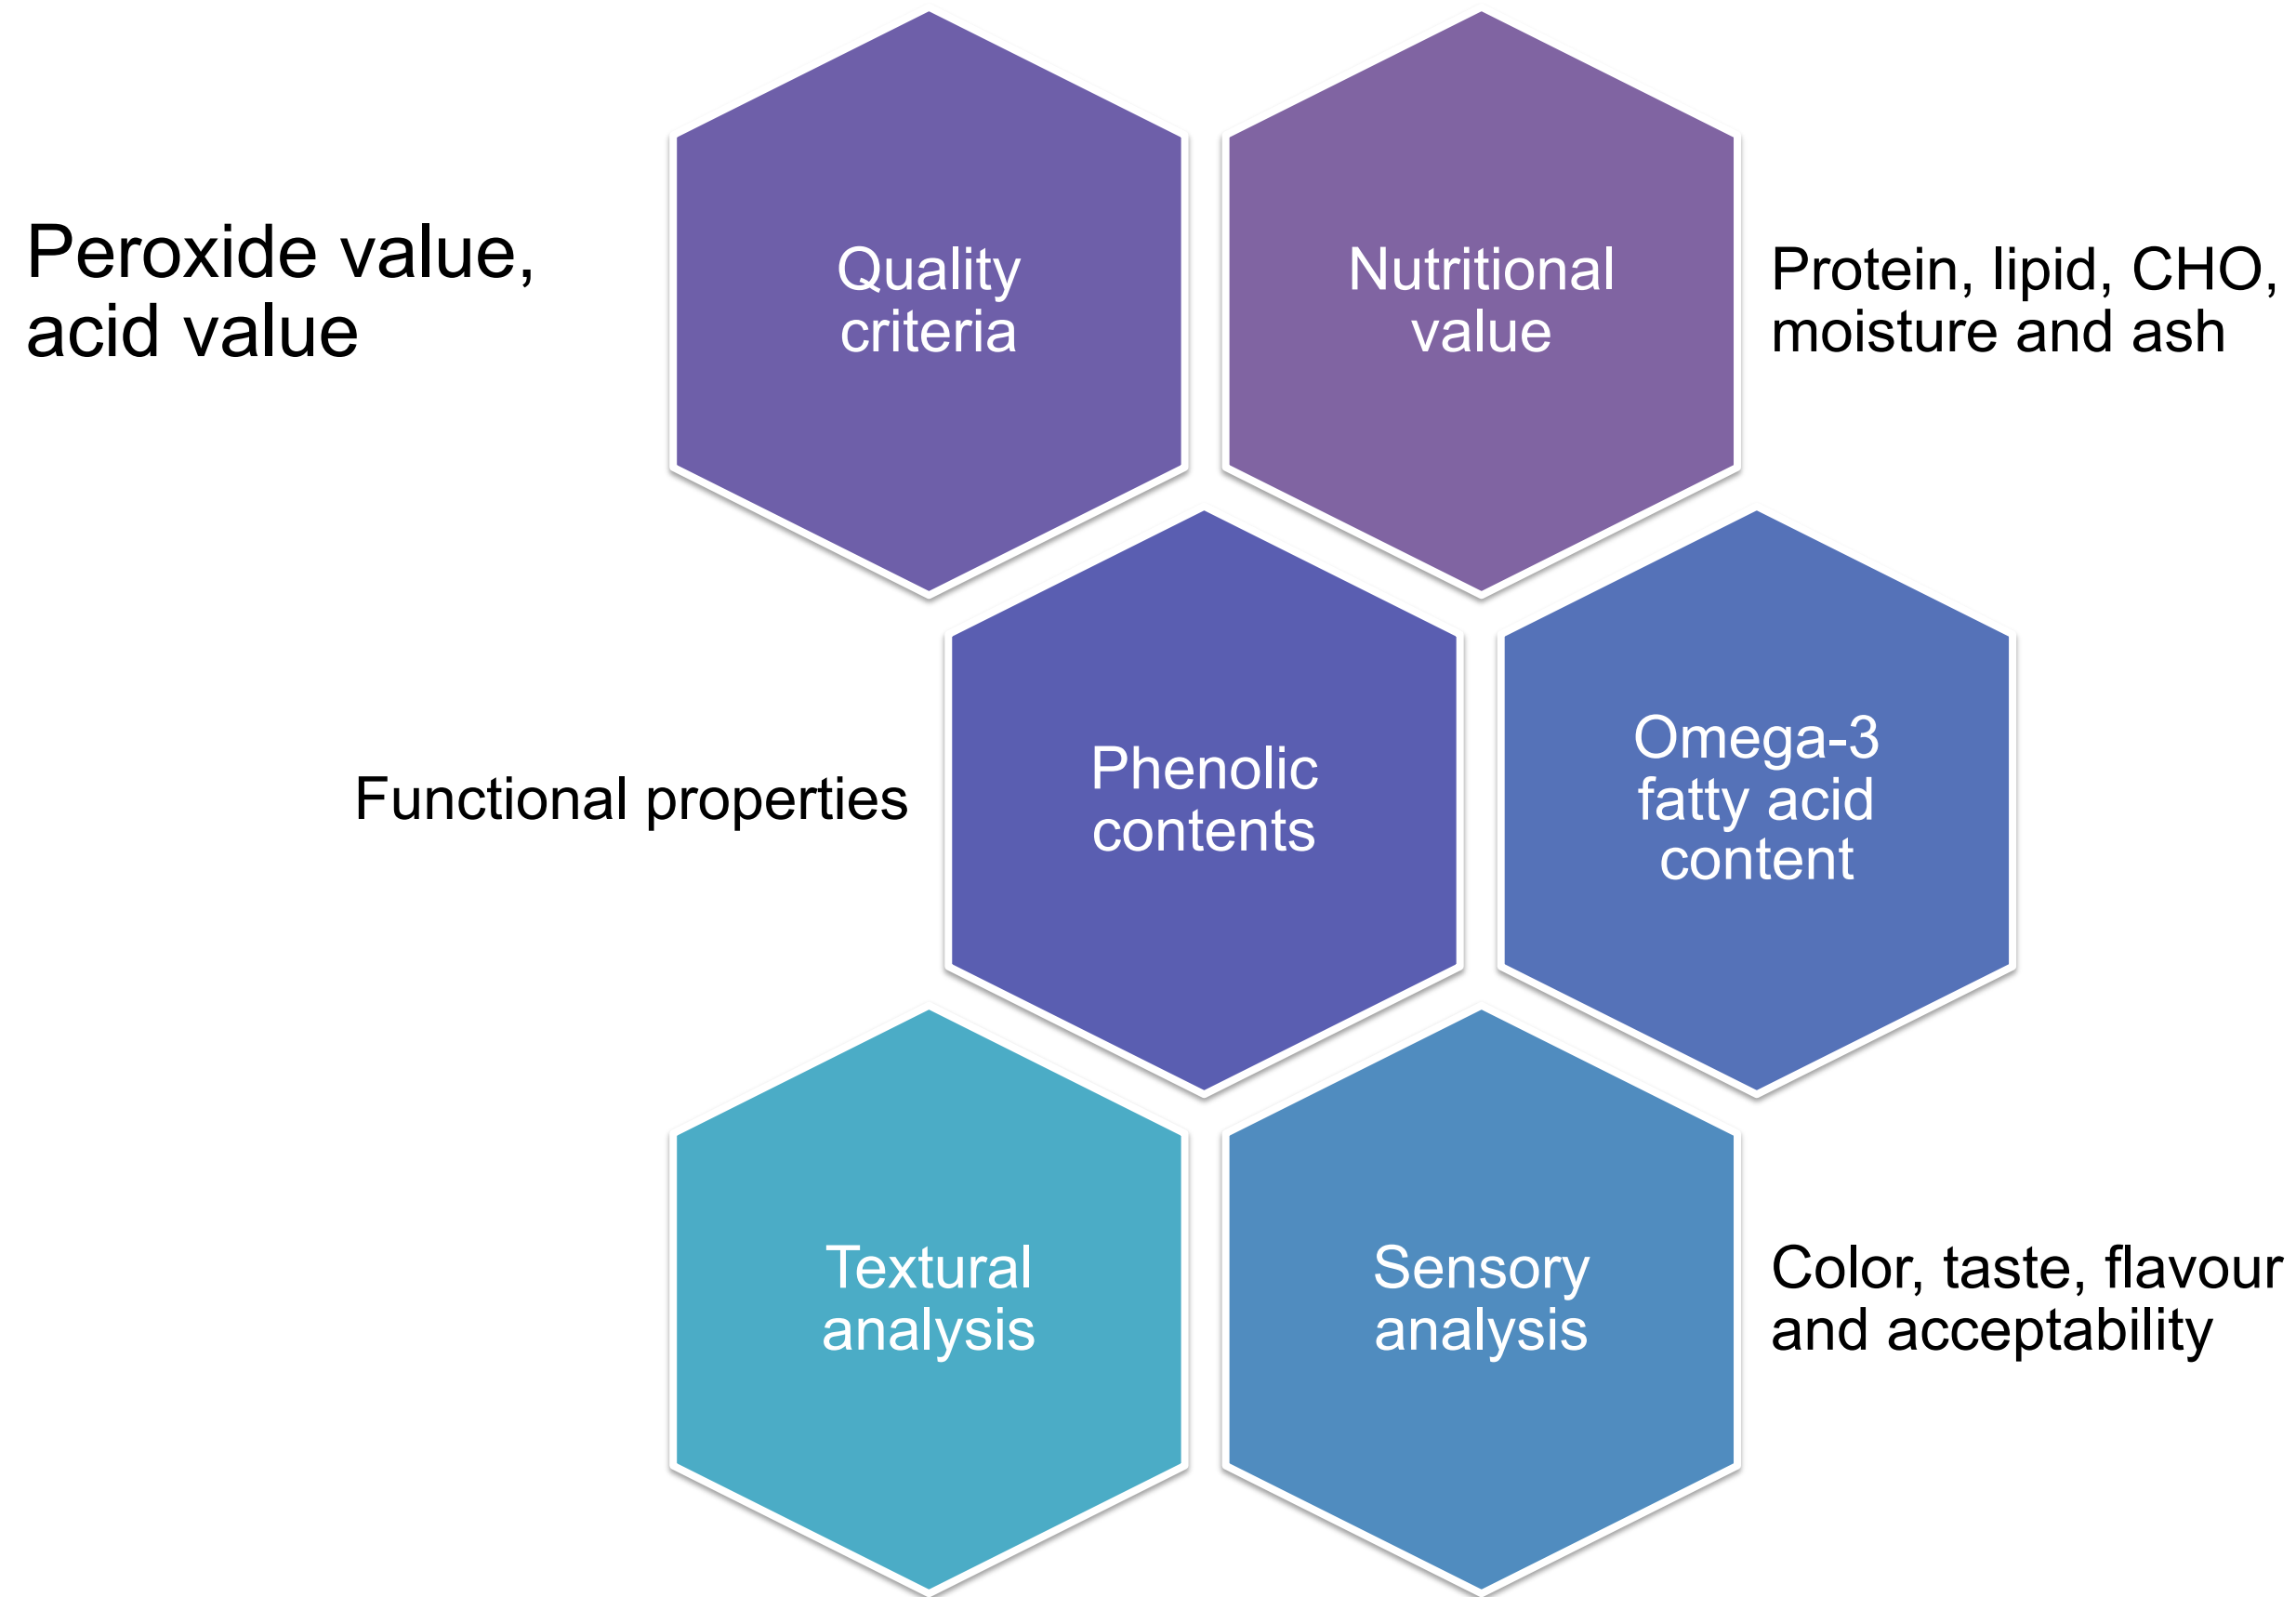 Peroxide value,
acid value
Quality
criteria
Nutritional
value
Protein, lipid, CHO,
moisture and ash
Functional properties
Phenolic
contents
Omega-3
fatty acid
content
Textural
analysis
Sensory
analysis
Color, taste, flavour
and acceptability